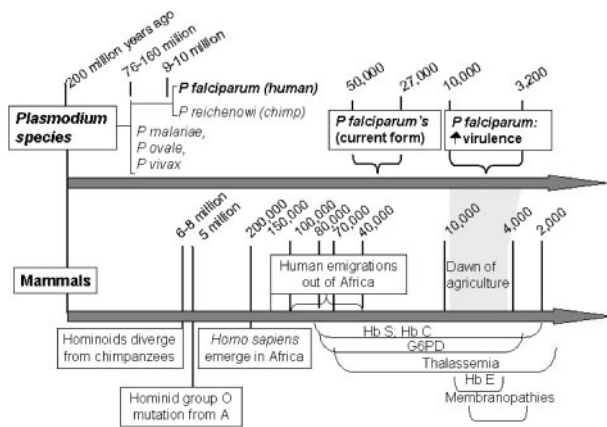 200 million years ago
76-160 million
9-10 million
P falciparum (human)
P reichenowi (chimp)
P malariae,
P ovale,
P vivax
Plasmodium
species
50,000
27,000
P falciparum's
(current form)
10,000
3,200
P falciparum:
virulence
6-8 million
5 million
200,000
150,000
100,000
80,000
70,000
40,000
10,000
4,000
2,000
Human emigrations
out of Africa
Dawn of
agriculture
Mammals
Hominoids diverge
from chimpanzees
Homo sapiens
emerge in Africa
Hominid group O
mutation from A
Hb S; Hb C
G6PD
Thalassemia
Hb E
Membranopathies